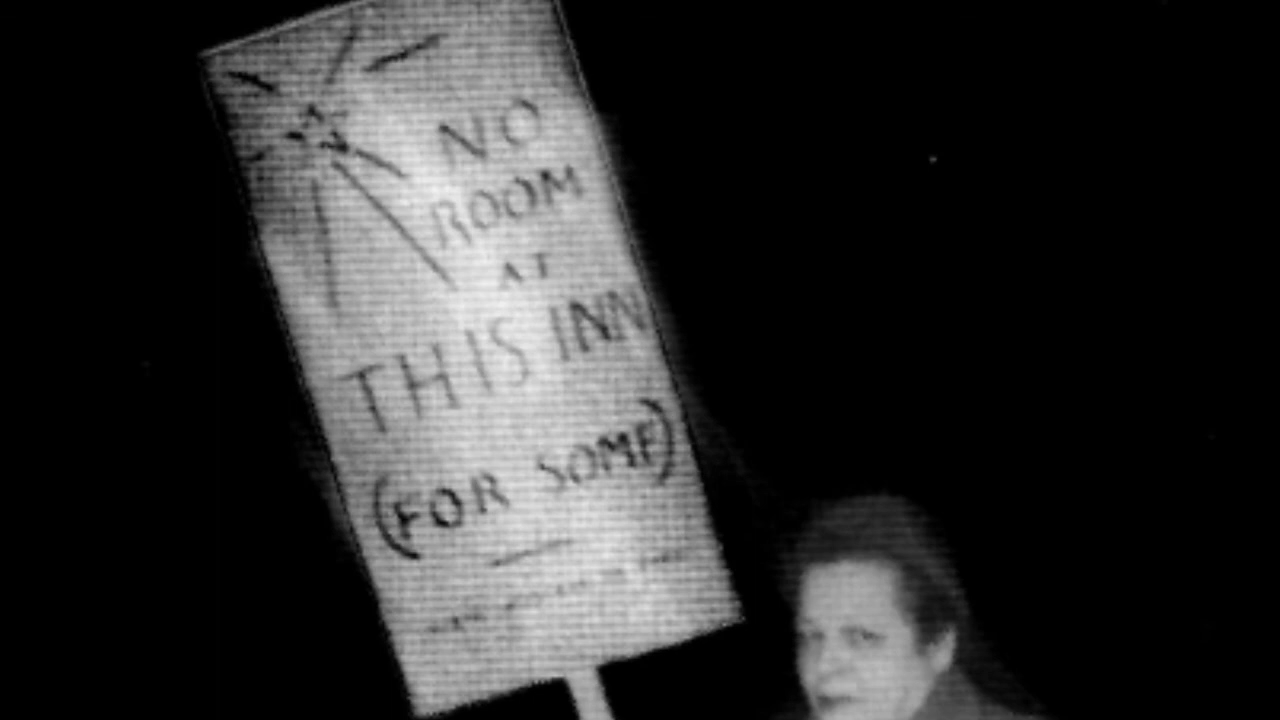 NO
ROOM
AT
THIS INN
(FOR SOME)